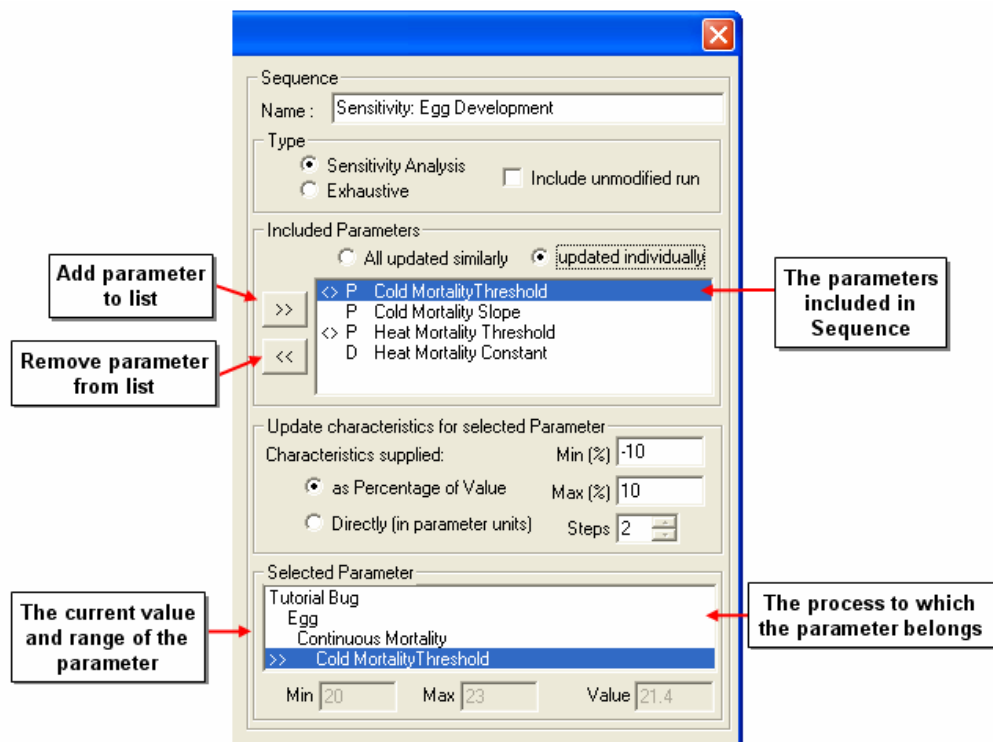 Sequence
Name : Sensitivity: Egg Development
Type
Sensitivity Analysis
Exhaustive
Include unmodified run
Included Parameters
All updated similarly updated individually
Add parameter
to list
>>
<<
Remove parameter
from list
<> P Cold MortalityThreshold
P Cold Mortality Slope
<> P Heat Mortality Threshold
D Heat Mortality Constant
The parameters
included in
Sequence
Update characteristics for selected Parameter
Characteristics supplied:
as Percentage of Value
Directly (in parameter units)
Min (%) -10
Max (%) 10
Steps 2
Selected Parameter
Tutorial Bug
Egg
Continuous Mortality
>> Cold MortalityThreshold
Min 20 Max 23 Value 21.4
The current value
and range of the
parameter
The process to which
the parameter belongs